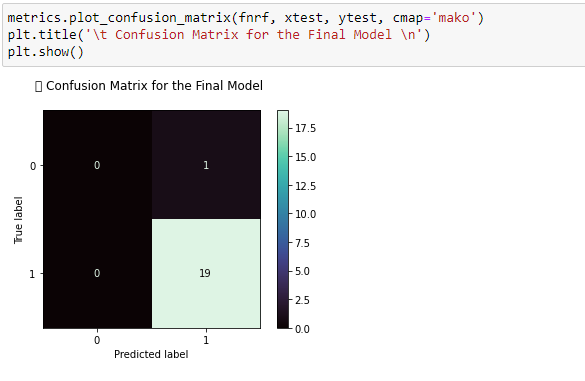 metrics.plot_confusion_matrix(fnrf, xtest, ytest, cmap='mako')
plt.title('\t Confusion Matrix for the Final Model \n')
plt.show()
Confusion Matrix for the Final Model
True label
0
1
0
1
0
19
0
1
Predicted label
17.5
15.0
12.5
10.0
7.5
5.0
2.5
0.0